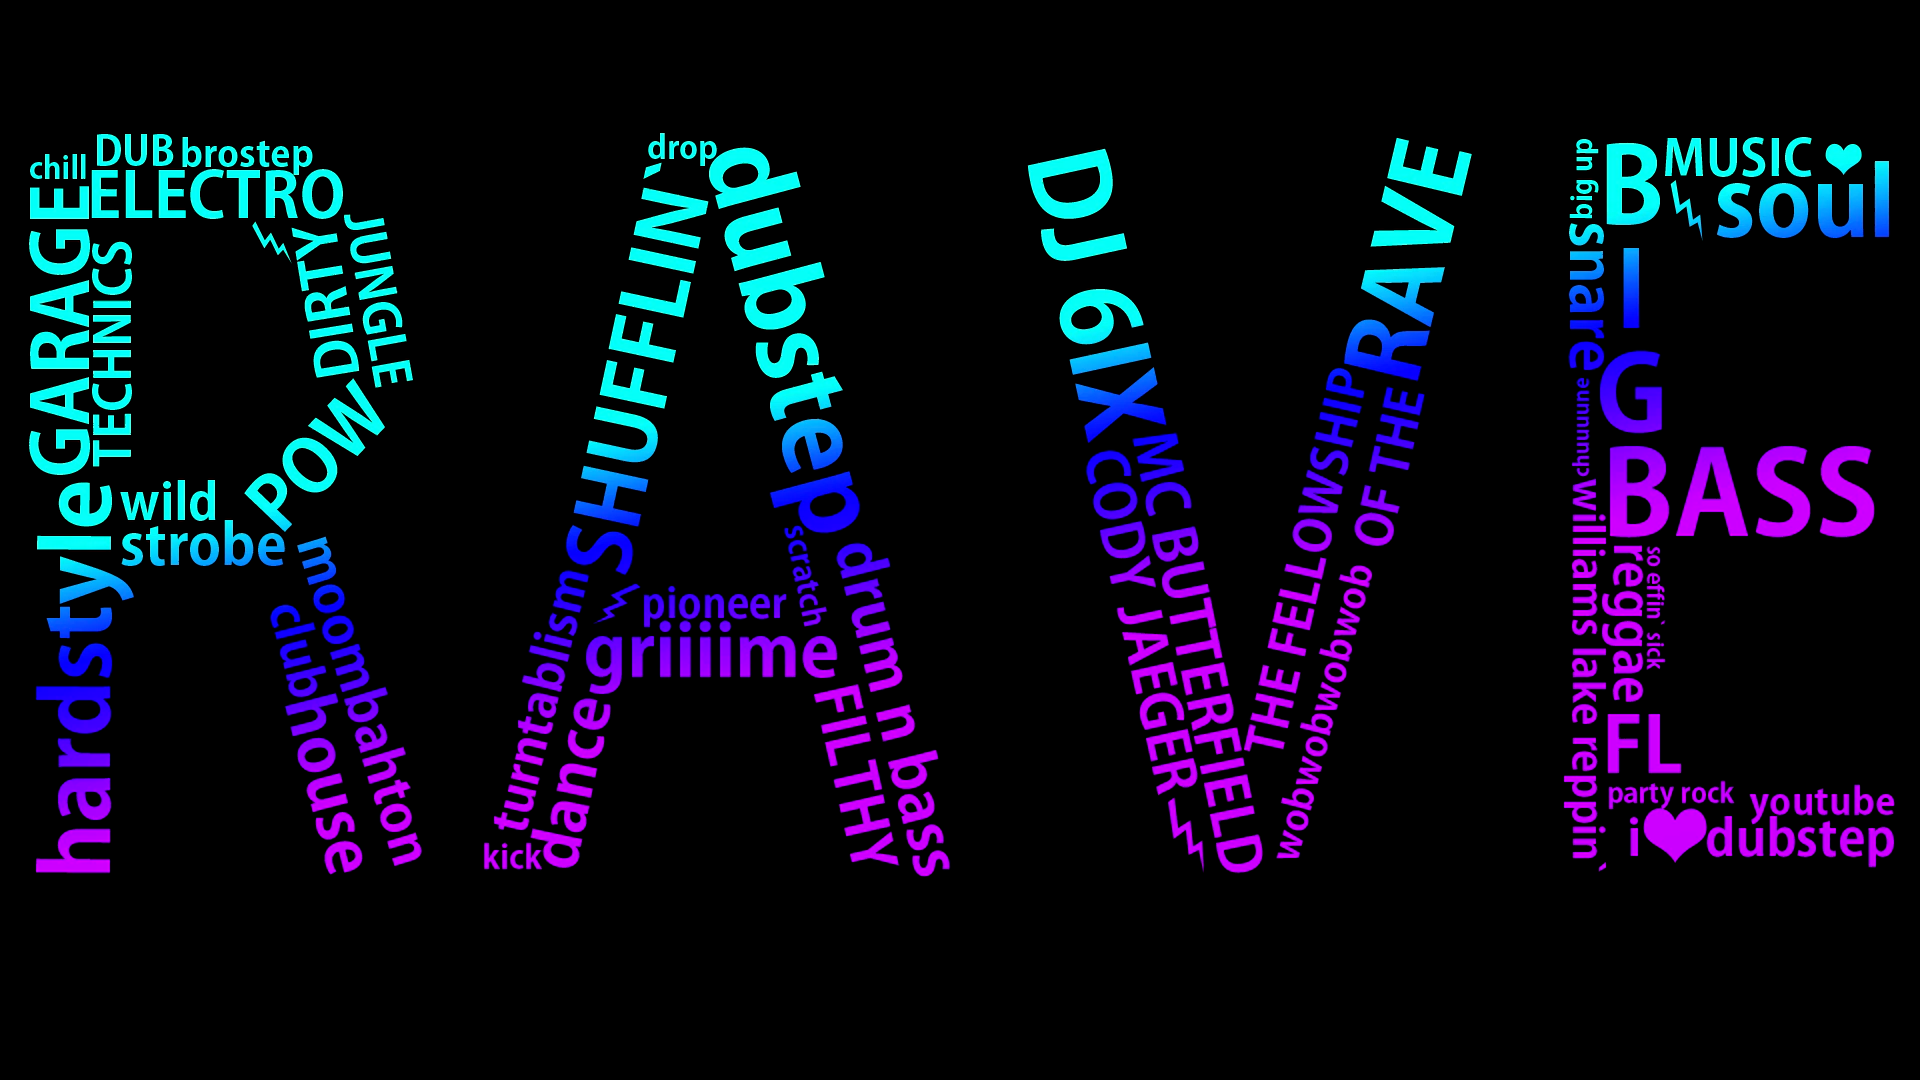 chill
DUB brostep
ELECTRO
GARAGE
TECHNICS
DIRTY
JUNGLE
POW
wild
strobe
hardstyle
moombahton
clubhouse
drop
SHUFFLIN`
dubstep
scratch
pioneer
griiiime
turntablism
dance
kick
drum n bass
FILTHY
DJ 6IX
MC BUTTERFIELD
CODY JAEGER
THE FELLOWSHIP
OF THE RAVE
wobwobwobwobwob
big up
B
MUSIC
soul
snare
I
G
chuuuuune
BASS
williams lake reppin`
reggae
so effin` sick
FL
party rock
youtube
i❤dubstep